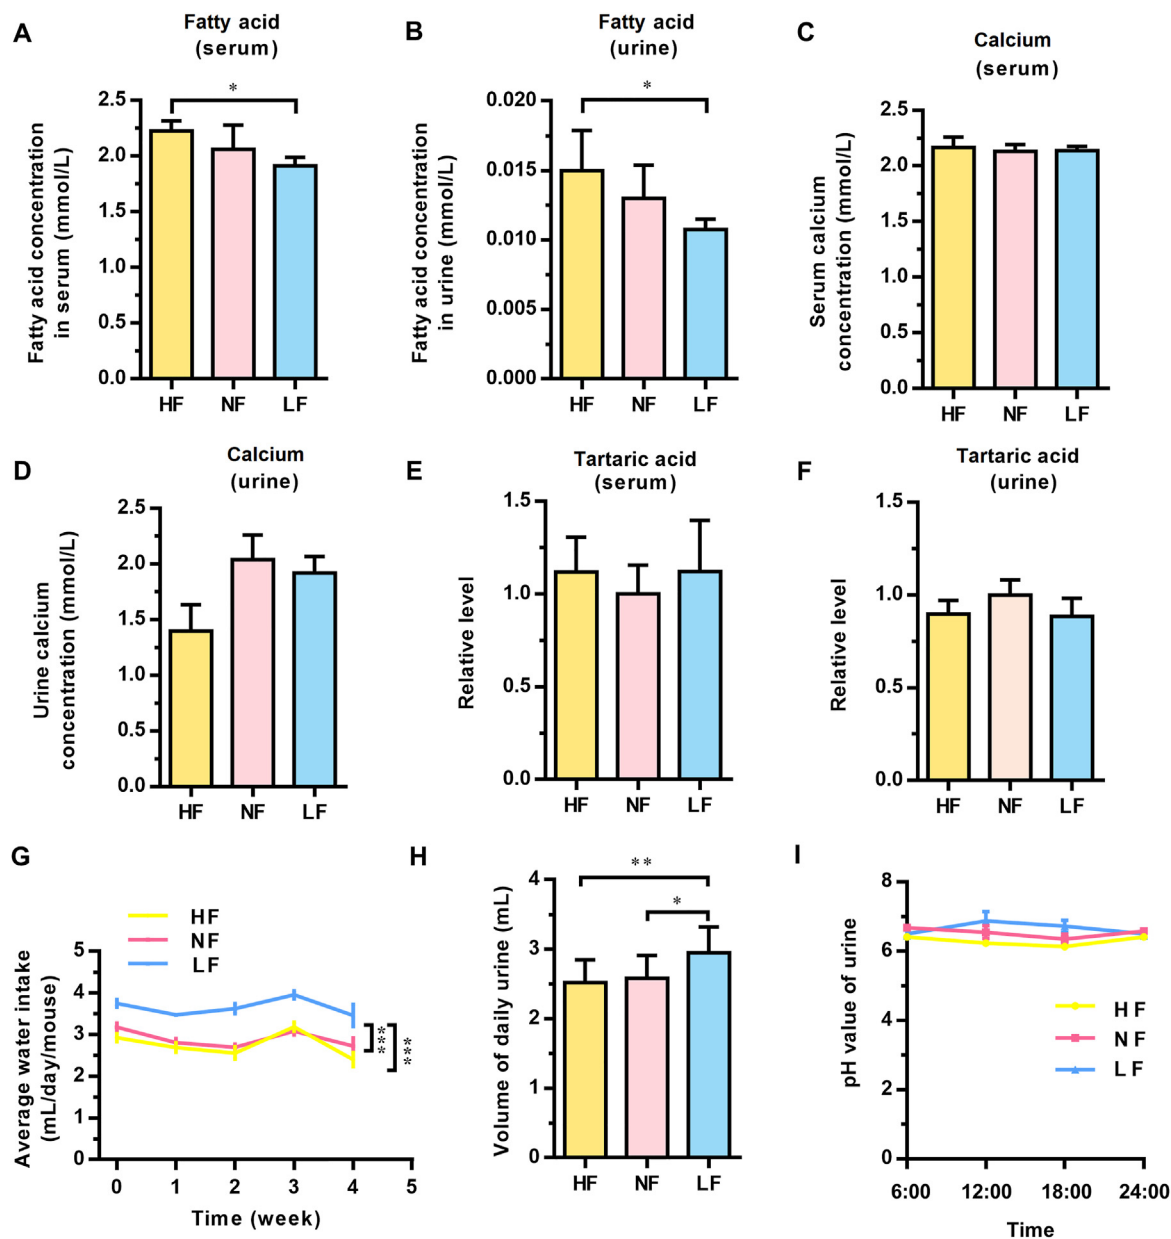 A
Fatty acid
(serum)
Fatty acid concentration
in serum (mmol/L)
2.5
2.0
1.5
1.0
0.5
0.0
*
HF NF LF
B
Fatty acid
(urine)
Fatty acid concentration
in urine (mmol/L)
0.020
0.015
0.010
0.005
0.000
*
HF NF LF
C
Calcium
(serum)
Serum calcium
concentration (mmol/L)
2.5
2.0
1.5
1.0
0.5
0.0
HF NF LF
D
Calcium
(urine)
Urine calcium
concentration (mmol/L)
2.5
2.0
1.5
1.0
0.5
0.0
HF NF LF
E
Tartaric acid
(serum)
Relative level
1.5
1.0
0.5
0.0
HF NF LF
F
Tartaric acid
(urine)
Relative level
1.5
1.0
0.5
0.0
HF NF LF
G
HF
NF
LF
Average water intake
(mL/day/mouse)
5
4
3
2
1
0
***
***
0 1 2 3 4 5
Time (week)
H
Volume of daily urine (mL)
4
3
2
1
0
**
*
HF NF LF
I
pH value of urine
8
6
4
2
0
HF
NF
LF
6:00 12:00 18:00 24:00
Time